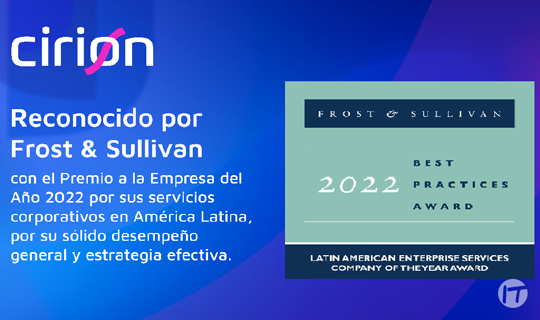 cirion
Reconocido por
Frost & Sullivan
con el Premio a la Empresa del
Año 2022 por sus servicios
corporativos en América Latina,
por su sólido desempeño
general y estrategia efectiva.
FROST & SULLIVAN
2022
BEST
PRACTICES
AWARD
LATIN AMERICAN ENTERPRISE SERVICES
COMPANY OF THE YEAR AWARD
IT